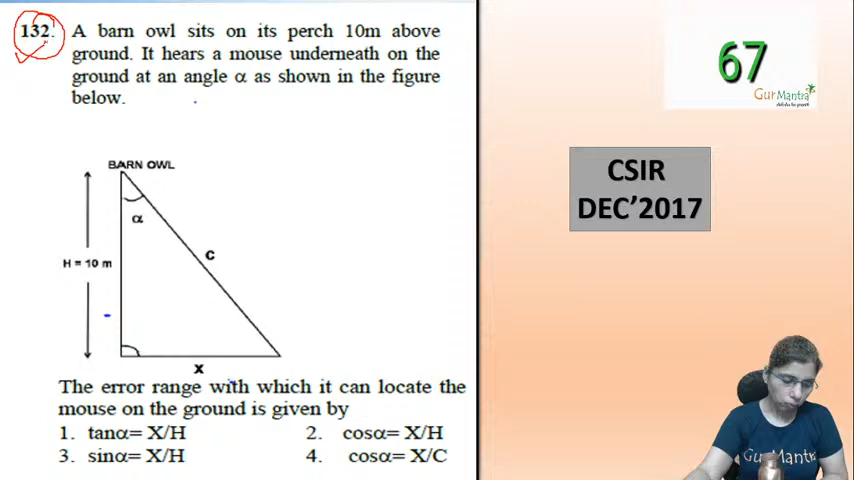 132. A barn owl sits on its perch 10m above
ground. It hears a mouse underneath on the
ground at an angle α as shown in the figure
below.
BARN OWL
α
C
H = 10 m
X
The error range with which it can locate the
mouse on the ground is given by
1. tanα= X/H 2. cosα= X/H
3. sinα= X/H 4. cosα= X/C
67
GurMantra
CSIR
DEC’2017
GurMantra